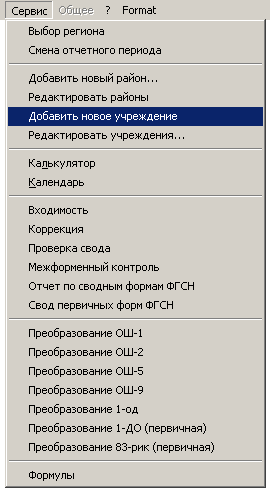 Сервис Общее ? Format
Выбор региона
Смена отчетного периода
Добавить новый район...
Редактировать районы
Добавить новое учреждение
Редактировать учреждения...
Калькулятор
Календарь
Входимость
Коррекция
Проверка свода
Межформенный контроль
Отчет по сводным формам ФГСН
Свод первичных форм ФГСН
Преобразование ОШ-1
Преобразование ОШ-2
Преобразование ОШ-5
Преобразование ОШ-9
Преобразование 1-од
Преобразование 1-ДО (первичная)
Преобразование 83-рик (первичная)
Формулы